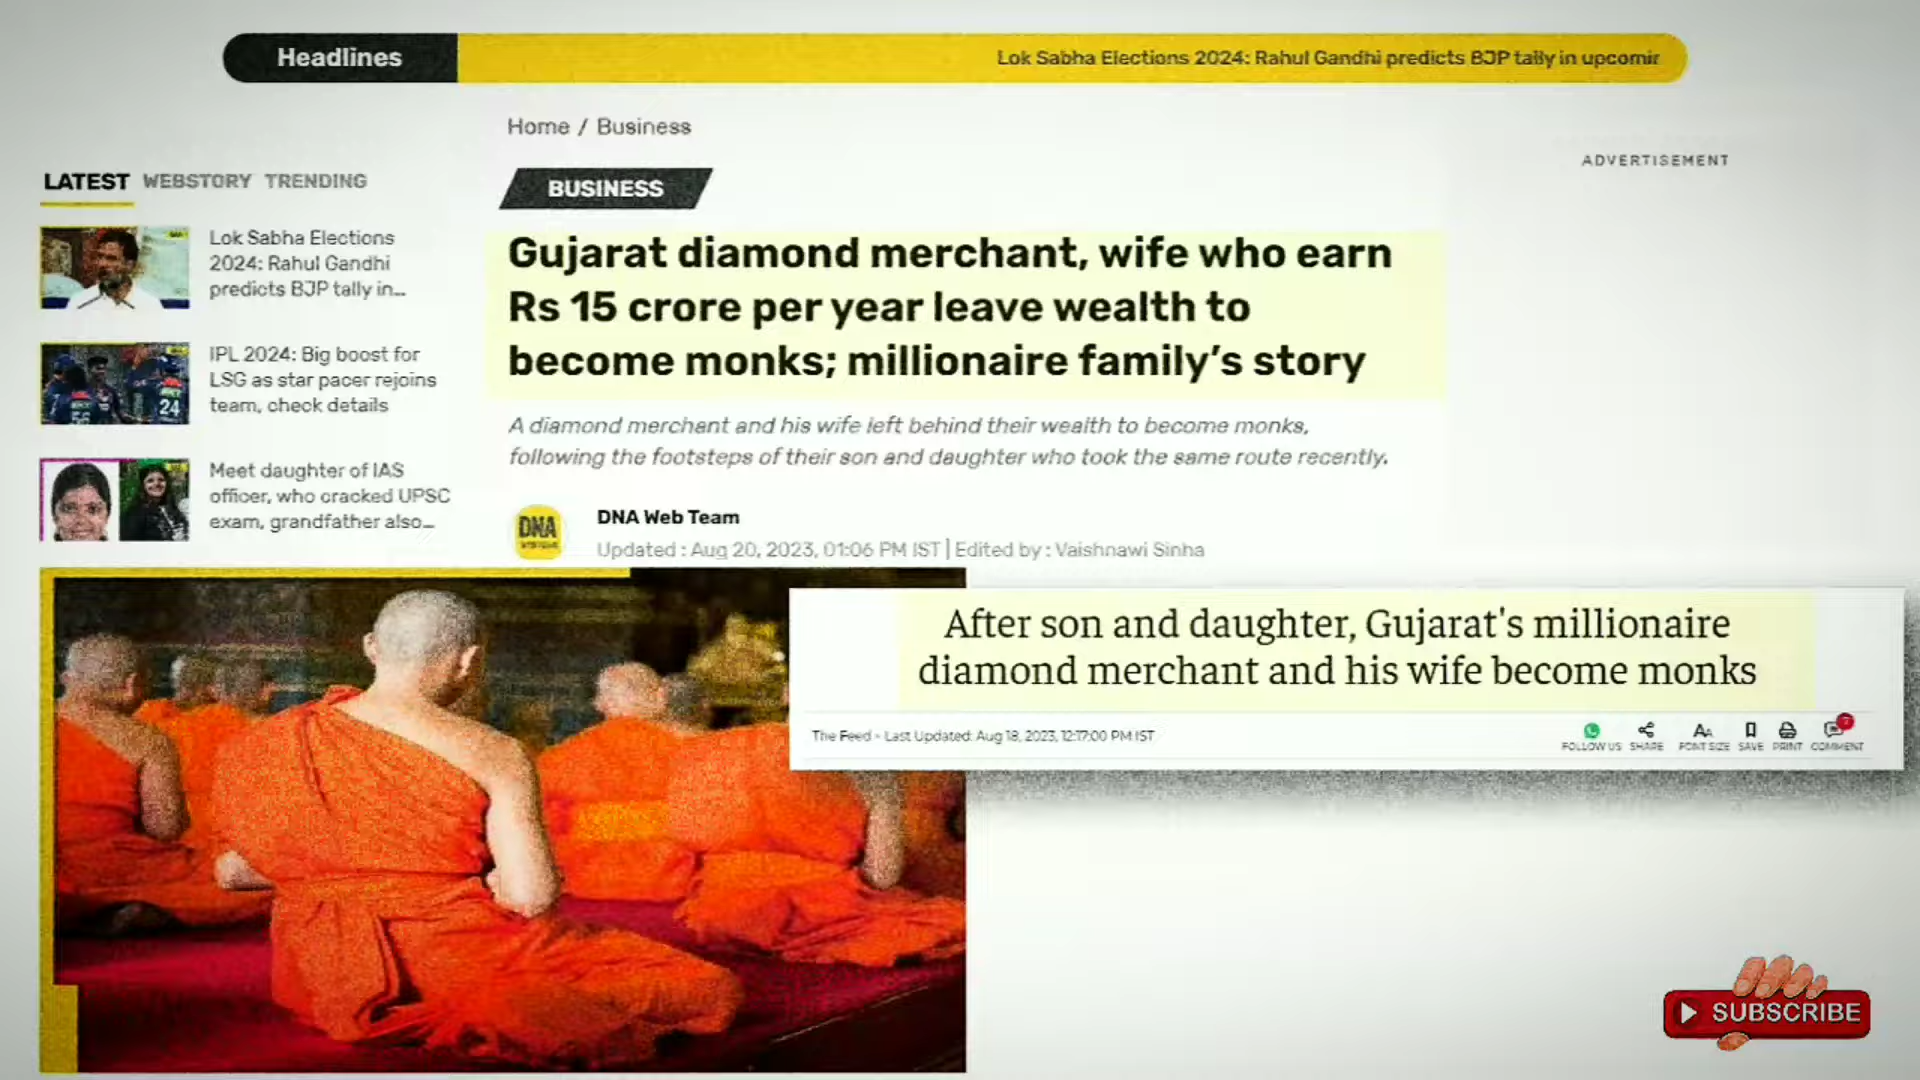 Headlines
Lok Sabha Elections 2024: Rahul Gandhi predicts BJP tally in upcomir
Home / Business
ADVERTISEMENT
LATEST WEBSTORY TRENDING
BUSINESS
Lok Sabha Elections
2024: Rahul Gandhi
predicts BJP tally in...
IPL 2024: Big boost for
LSG as star pacer rejoins
team, check details
24
Meet daughter of IAS
officer, who cracked UPSC
exam, grandfather also...
Gujarat diamond merchant, wife who earn
Rs 15 crore per year leave wealth to
become monks; millionaire family's story
A diamond merchant and his wife left behind their wealth to become monks,
following the footsteps of their son and daughter who took the same route recently.
DNA
DNA Web Team
Updated : Aug 20, 2023, 01:06 PM IST | Edited by : Vaishnawi Sinha
After son and daughter, Gujarat's millionaire
diamond merchant and his wife become monks
The Feed - Last Updated: Aug 18, 2023, 12:17:00 PM IST
FOLLOW US SHARE FONT SIZE SAVE PRINT COMMENT
SUBSCRIBE